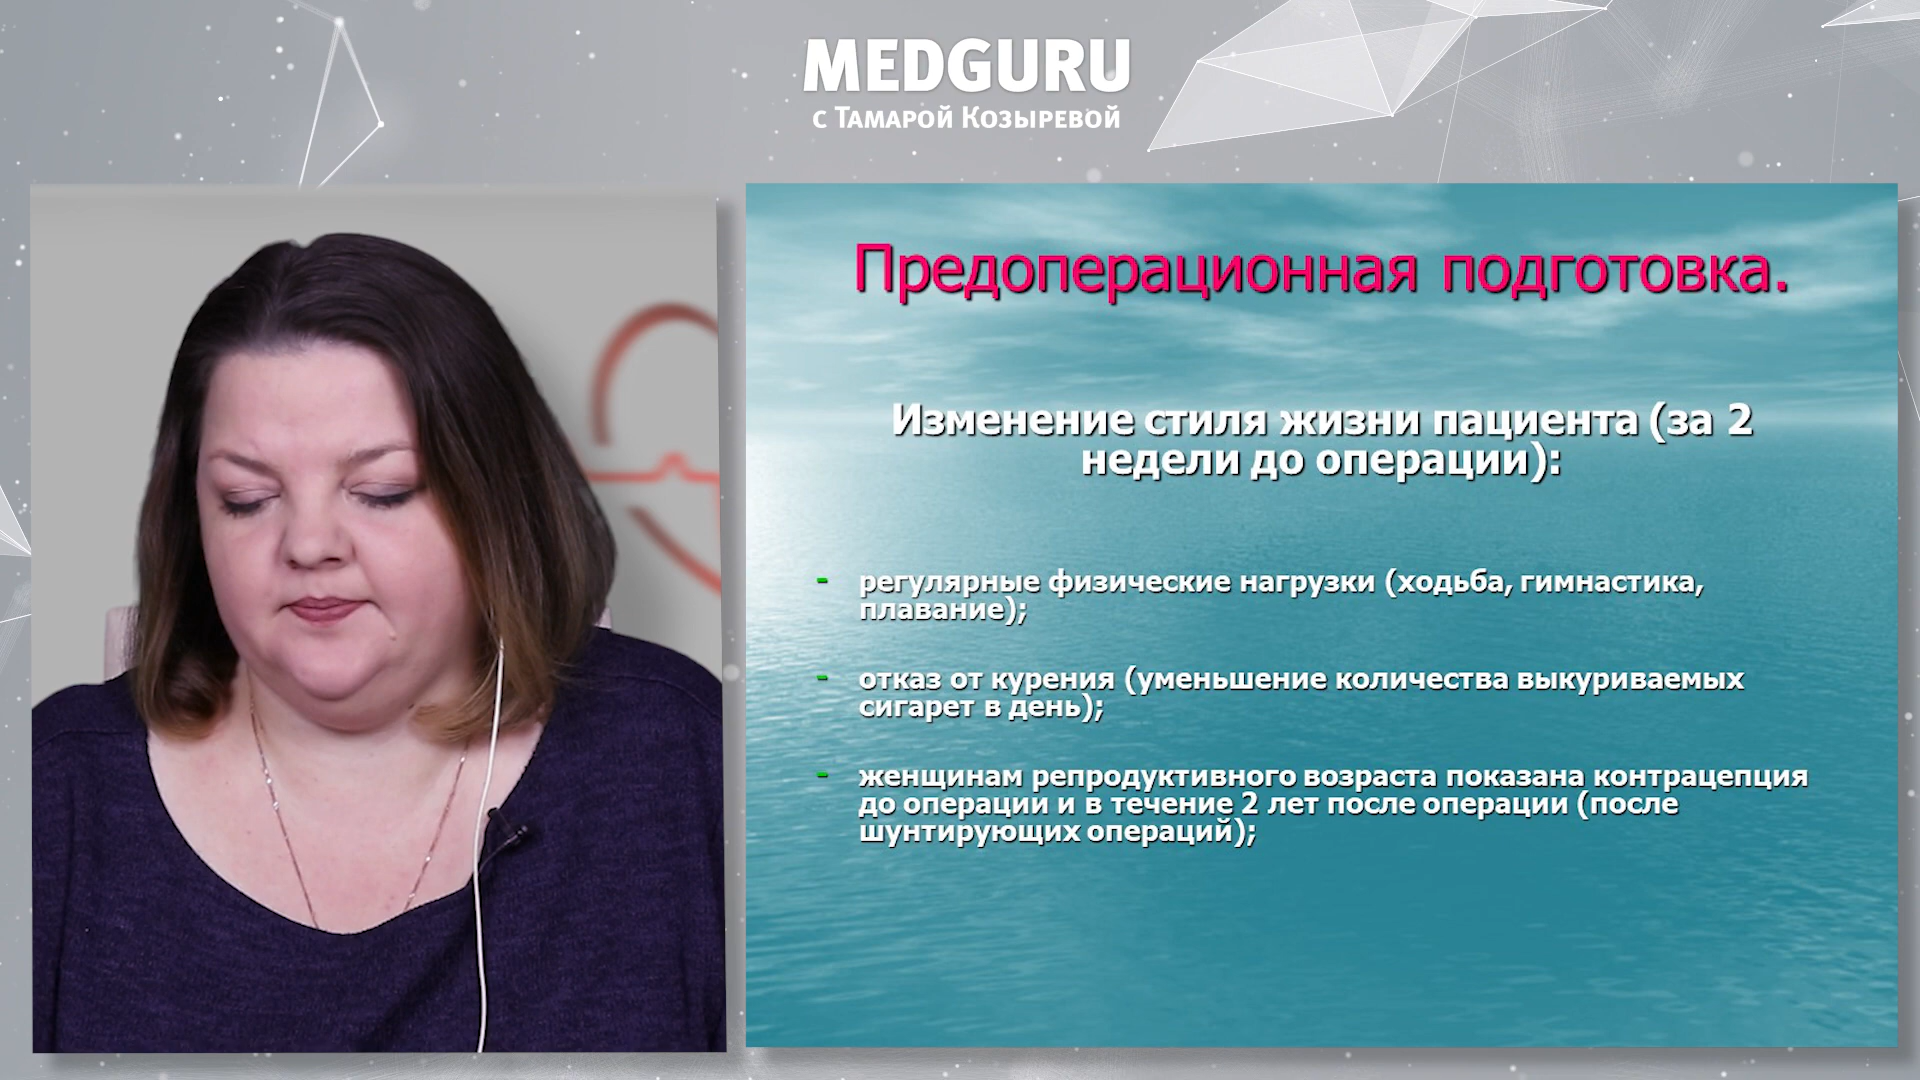 MEDGURU
с Тамарой Козыревой
Предоперационная подготовка.
Изменение стиля жизни пациента (за 2
недели до операции):
- регулярные физические нагрузки (ходьба, гимнастика,
плавание);
- отказ от курения (уменьшение количества выкуриваемых
сигарет в день);
- женщинам репродуктивного возраста показана контрацепция
до операции и в течение 2 лет после операции (после
шунтирующих операций);